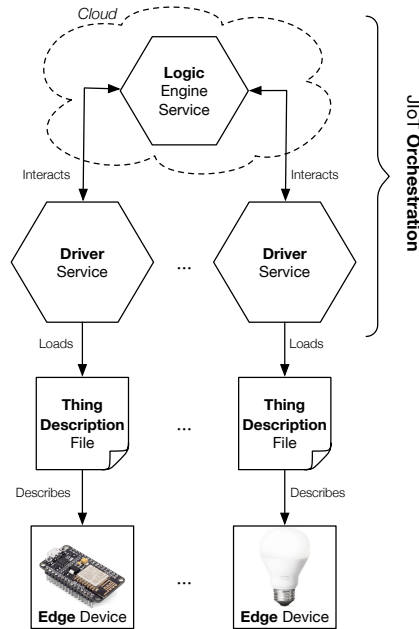 Cloud
Logic
Engine
Service
JIoT Orchestration
Interacts
Interacts
Driver
Service
...
Driver
Service
Loads
Loads
Thing
Description
File
...
Thing
Description
File
Describes
Describes
...
Edge Device
Edge Device